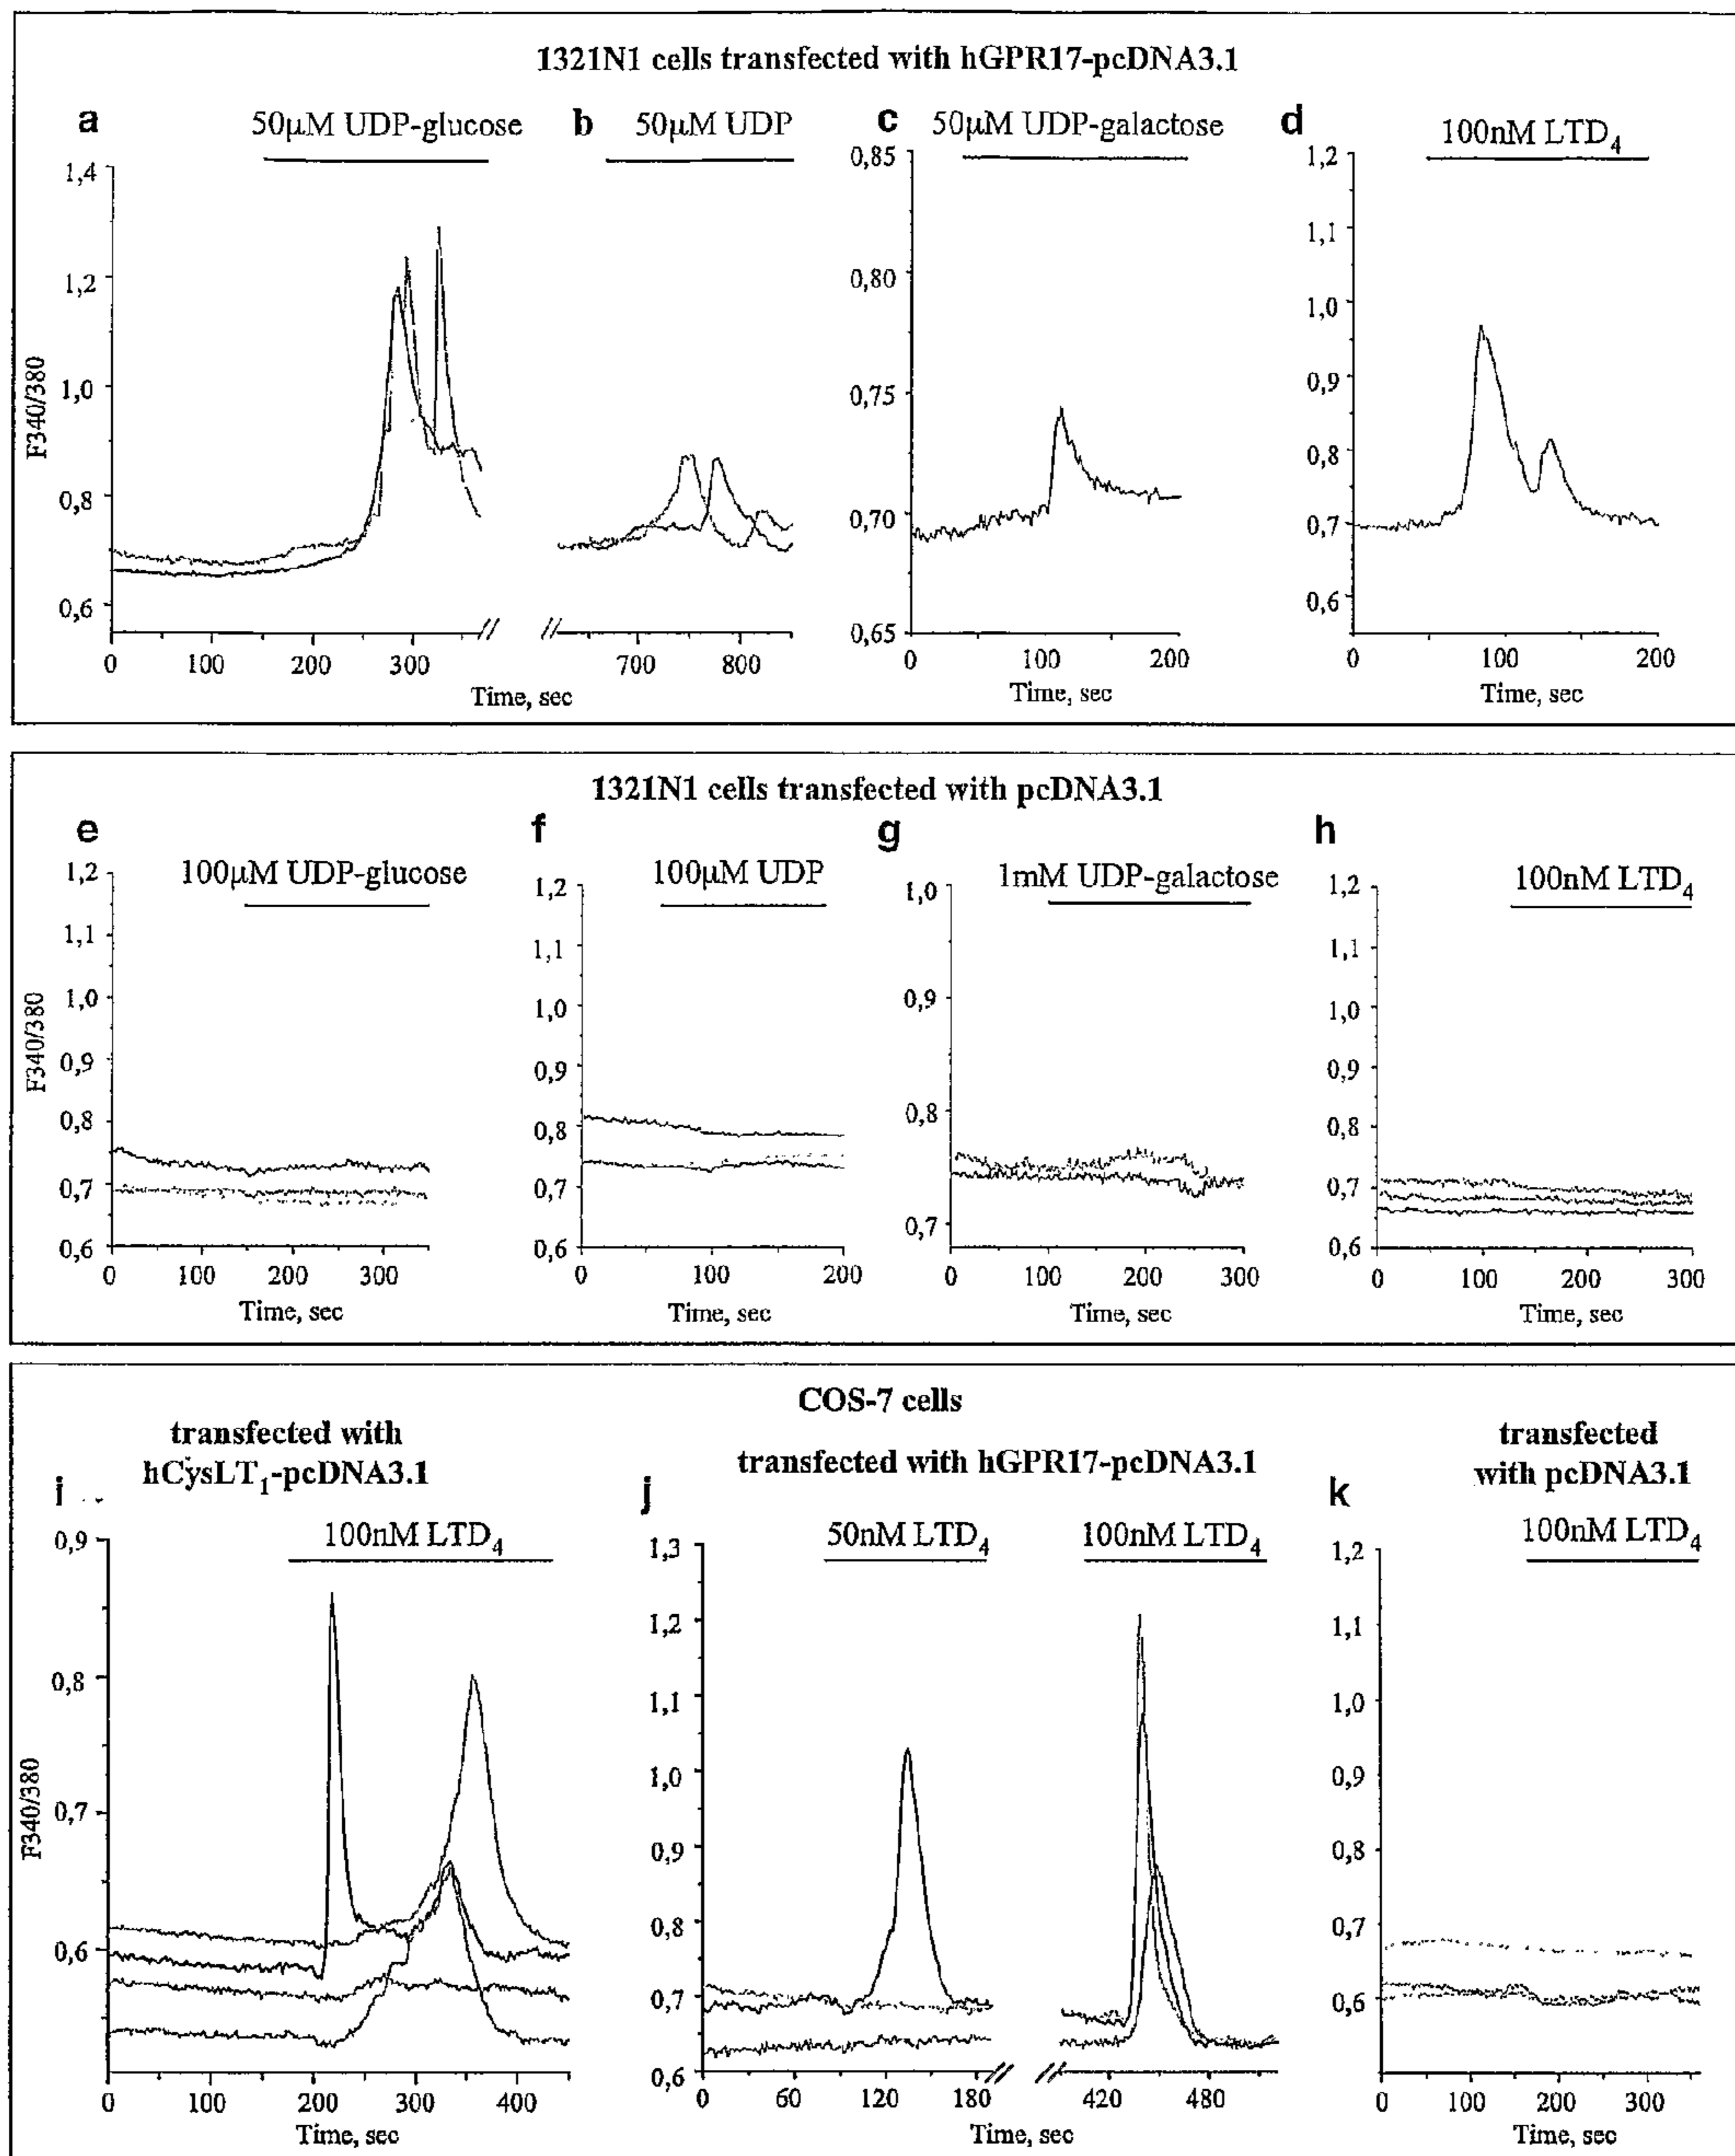 1321N1 cells transfected with hGPR17-pcDNA3.1
a
50µM UDP-glucose
b
50µM UDP
c
50µM UDP-galactose
d
100nM LTD4
1,4
1,2
1,0
0,8
0,6
F340/380
0
100
200
300
700
800
Time, sec
0,85
0,80
0,75
0,70
0,65
0
100
200
Time, sec
1,2
1,1
1,0
0,9
0,8
0,7
0,6
0
100
200
Time, sec
1321N1 cells transfected with pcDNA3.1
e
100µM UDP-glucose
f
100µM UDP
g
1mM UDP-galactose
h
100nM LTD4
1,2
1,1
1,0
0,9
0,8
0,7
0,6
F340/380
0
100
200
300
Time, sec
1,2
1,1
1,0
0,9
0,8
0,7
0,6
0
100
200
Time, sec
1,0
0,9
0,8
0,7
0
100
200
300
Time, sec
1,2
1,1
1,0
0,9
0,8
0,7
0,6
0
100
200
300
Time, sec
COS-7 cells
transfected with
hCysLT1-pcDNA3.1
transfected with hGPR17-pcDNA3.1
transfected
with pcDNA3.1
i
100nM LTD4
j
50nM LTD4
100nM LTD4
k
100nM LTD4
0,9
0,8
0,7
0,6
F340/380
0
100
200
300
400
Time, sec
1,3
1,2
1,1
1,0
0,9
0,8
0,7
0,6
0
60
120
180
420
480
Time, sec
1,2
1,1
1,0
0,9
0,8
0,7
0,6
0
100
200
300
Time, sec